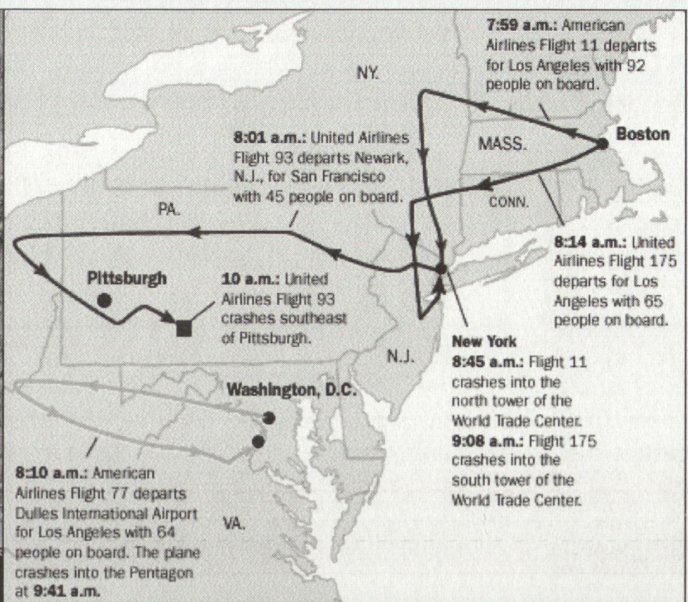 7:59 a.m.: American
Airlines Flight 11 departs
for Los Angeles with 92
people on board.
NY.
Boston
MASS.
8:01 a.m.: United Airlines
Flight 93 departs Newark,
N.J., for San Francisco
with 45 people on board.
CONN.
PA.
8:14 a.m.: United
Airlines Flight 175
departs for Los
Angeles with 65
people on board.
Pittsburgh
10 a.m.: United
Airlines Flight 93
crashes southeast
of Pittsburgh.
New York
8:45 a.m.: Flight 11
crashes into the
north tower of the
World Trade Center.
9:08 a.m.: Flight 175
crashes into the
south tower of the
World Trade Center.
N.J.
Washington, D.C.
8:10 a.m.: American
Airlines Flight 77 departs
Dulles International Airport
for Los Angeles with 64
people on board. The plane
crashes into the Pentagon
at 9:41 a.m.
VA.